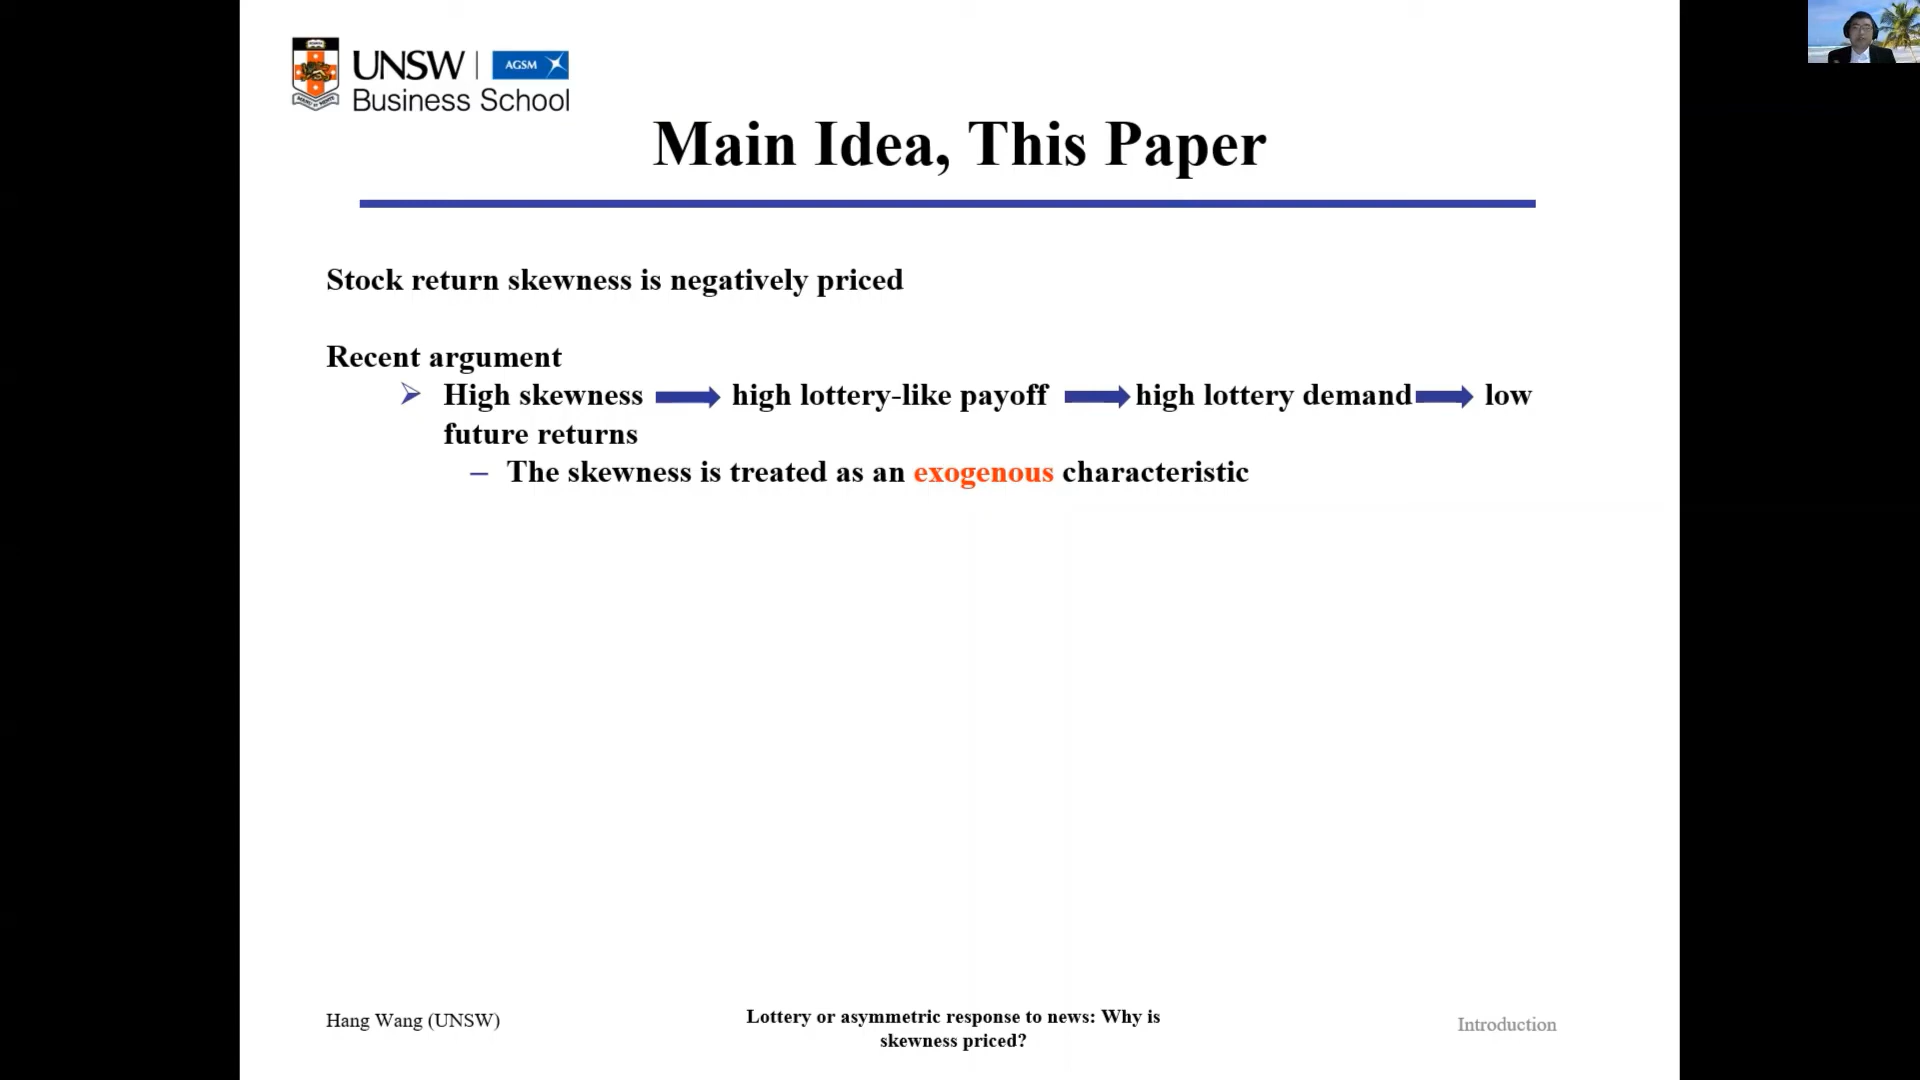 UNSW | AGSM
Business School
Main Idea, This Paper
Stock return skewness is negatively priced
Recent argument
➢ High skewness high lottery-like payoff high lottery demand low
future returns
– The skewness is treated as an exogenous characteristic
Hang Wang (UNSW)
Lottery or asymmetric response to news: Why is
skewness priced?
Introduction